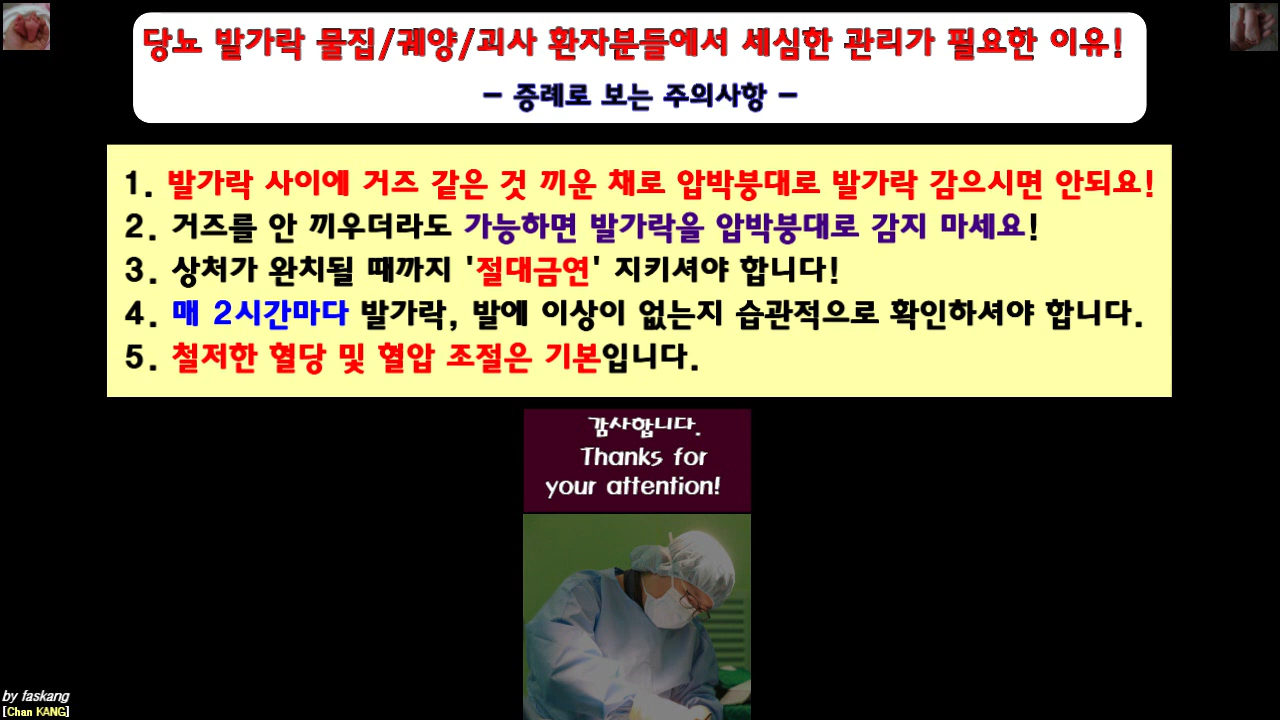 당뇨 발가락 물집/궤양/괴사 환자분들에서 세심한 관리가 필요한 이유!
- 증례로 보는 주의사항 -
1. 발가락 사이에 거즈 같은 것 끼운 채로 압박붕대로 발가락 감으시면 안되요!
2. 거즈를 안 끼우더라도 가능하면 발가락을 압박붕대로 감지 마세요!
3. 상처가 완치될 때까지 '절대금연' 지키셔야 합니다!
4. 매 2시간마다 발가락, 발에 이상이 없는지 습관적으로 확인하셔야 합니다.
5. 철저한 혈당 및 혈압 조절은 기본입니다.
감사합니다.
Thanks for
your attention!
by faskang
[Chan KANG]